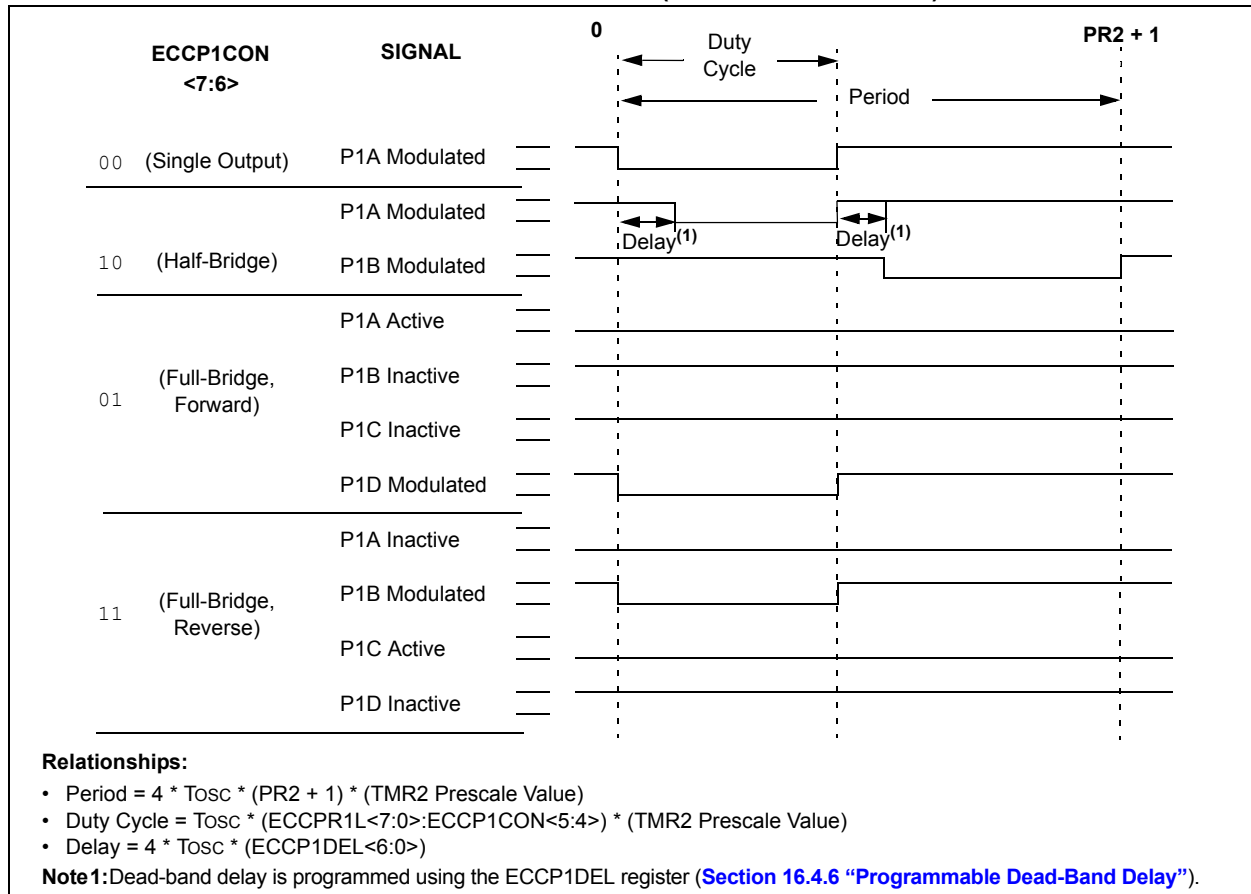 0
Duty
Cycle
PR2 + 1
ECCP1CON
<7:6>
SIGNAL
Period
00 (Single Output) P1A Modulated
P1A Modulated
Delay(1) Delay(1)
10 (Half-Bridge) P1B Modulated
P1A Active
(Full-Bridge,
Forward)
01
P1B Inactive
P1C Inactive
P1D Modulated
P1A Inactive
(Full-Bridge,
Reverse)
11
P1B Modulated
P1C Active
P1D Inactive
Relationships:
• Period = 4 * TOSC * (PR2 + 1) * (TMR2 Prescale Value)
• Duty Cycle = TOSC * (ECCPR1L<7:0>:ECCP1CON<5:4>) * (TMR2 Prescale Value)
• Delay = 4 * TOSC * (ECCP1DEL<6:0>)
Note1:Dead-band delay is programmed using the ECCP1DEL register (Section 16.4.6 “Programmable Dead-Band Delay”).